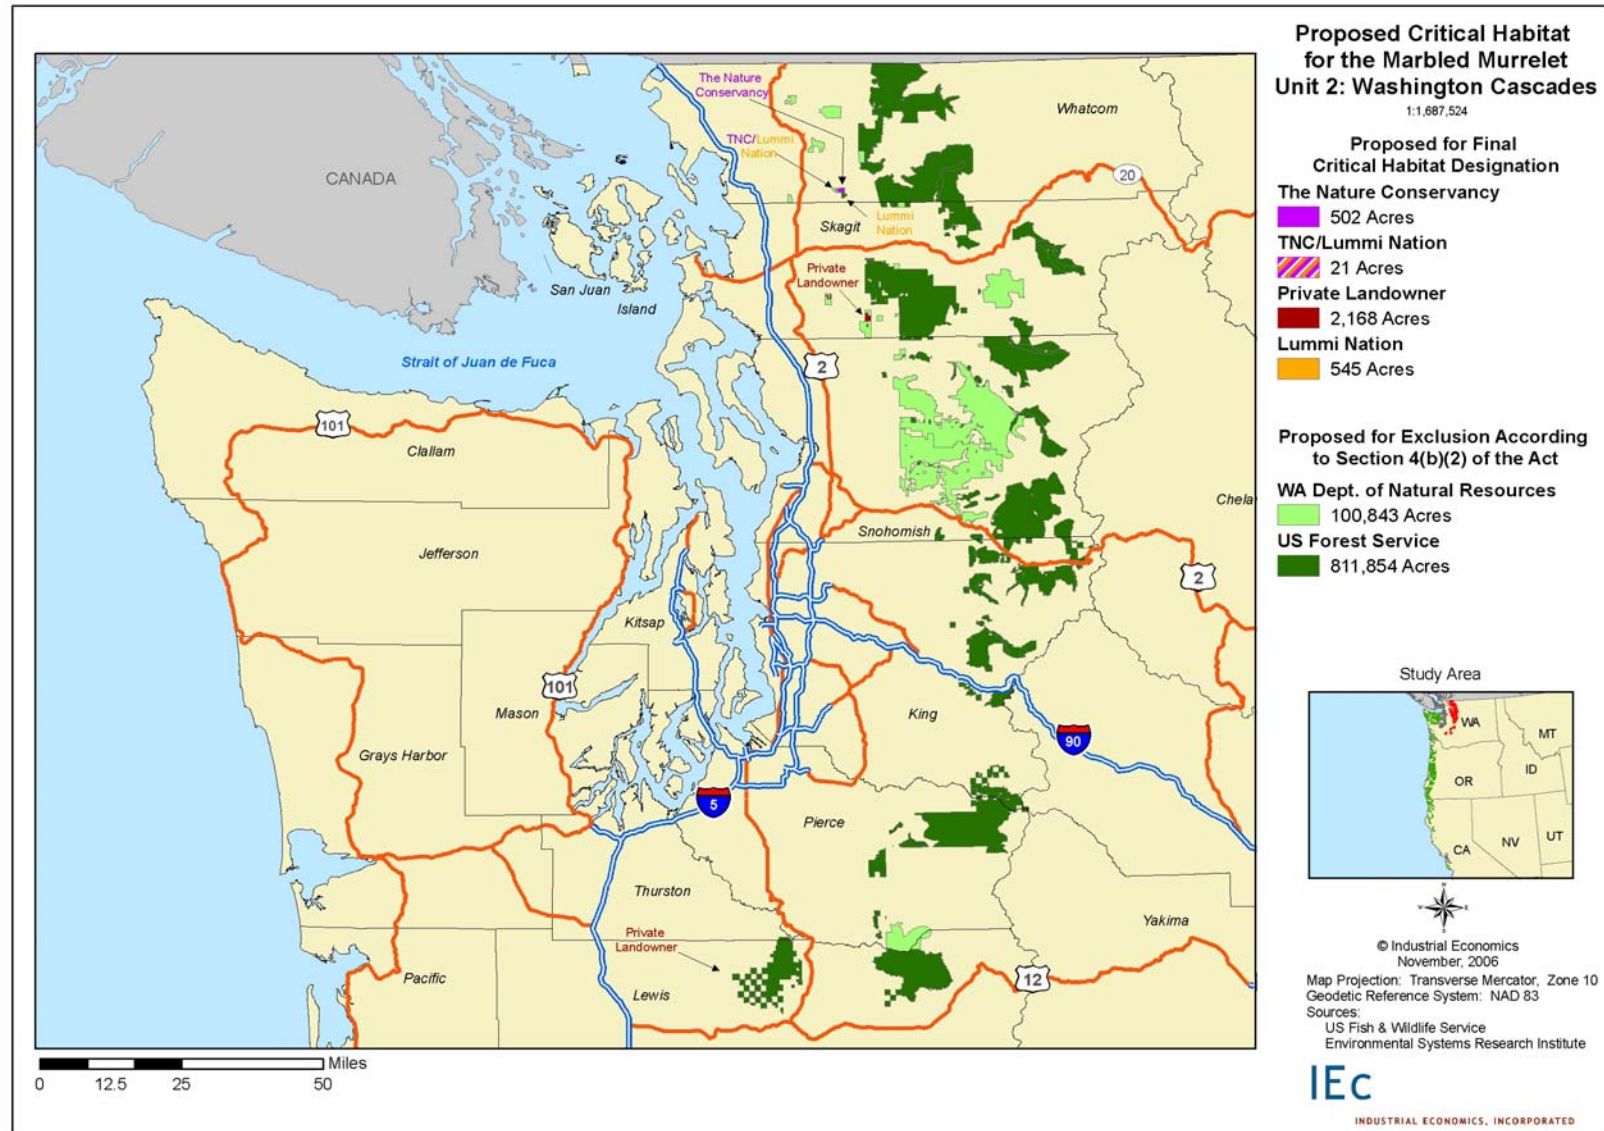 Proposed Critical Habitat
for the Marbled Murrelet
Unit 2: Washington Cascades
1:1,687,524
Proposed for Final
Critical Habitat Designation
The Nature Conservancy
502 Acres
TNC/Lummi Nation
21 Acres
Private Landowner
2,168 Acres
Lummi Nation
545 Acres
Proposed for Exclusion According
to Section 4(b)(2) of the Act
WA Dept. of Natural Resources
100,843 Acres
US Forest Service
811,854 Acres
The Nature
Conservancy
Whatcom
TNC/Lummi
Nation
CANADA
20
Lummi
Nation
Skagit
Private
Landowner
San Juan
Island
Strait of Juan de Fuca
2
101
Clallam
Chela
Snohomish
Jefferson
2
Kitsap
101
Mason
King
90
Grays Harbor
5
Pierce
Thurston
Yakima
Private
Landowner
Pacific
Lewis
12
Miles
0 12.5 25 50
Study Area
WA
MT
OR
ID
CA
NV
UT
N
W E
S
© Industrial Economics
November, 2006
Map Projection: Transverse Mercator, Zone 10
Geodetic Reference System: NAD 83
Sources:
US Fish & Wildlife Service
Environmental Systems Research Institute
IEc
INDUSTRIAL ECONOMICS, INCORPORATED